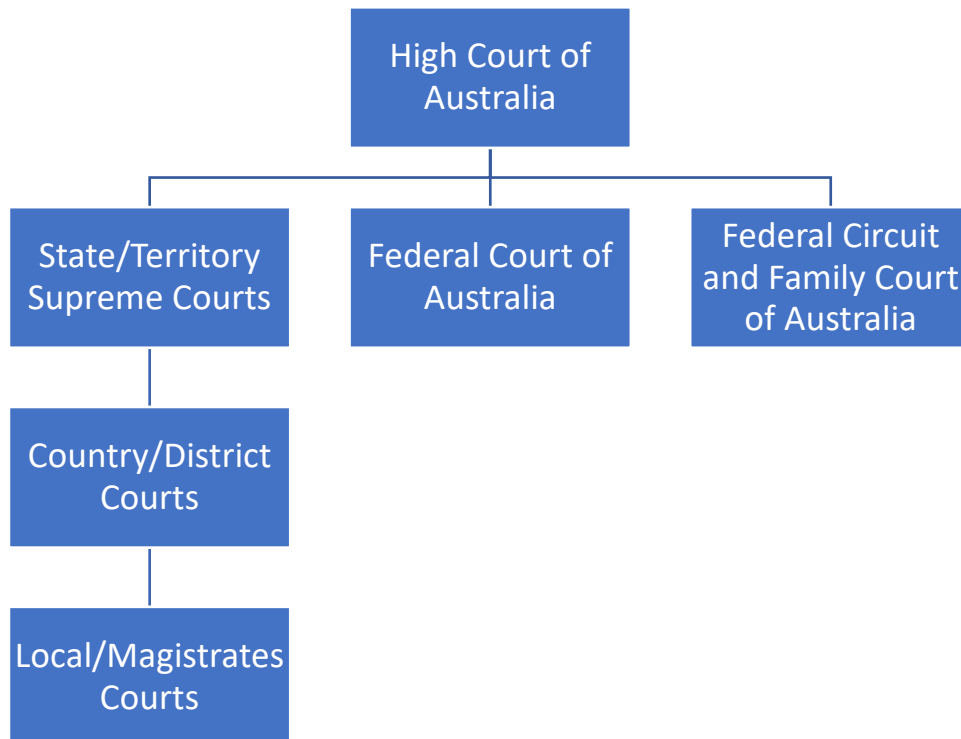 High Court of
Australia
State/Territory
Supreme Courts
Federal Court of
Australia
Federal Circuit
and Family Court
of Australia
Country/District
Courts
Local/Magistrates
Courts